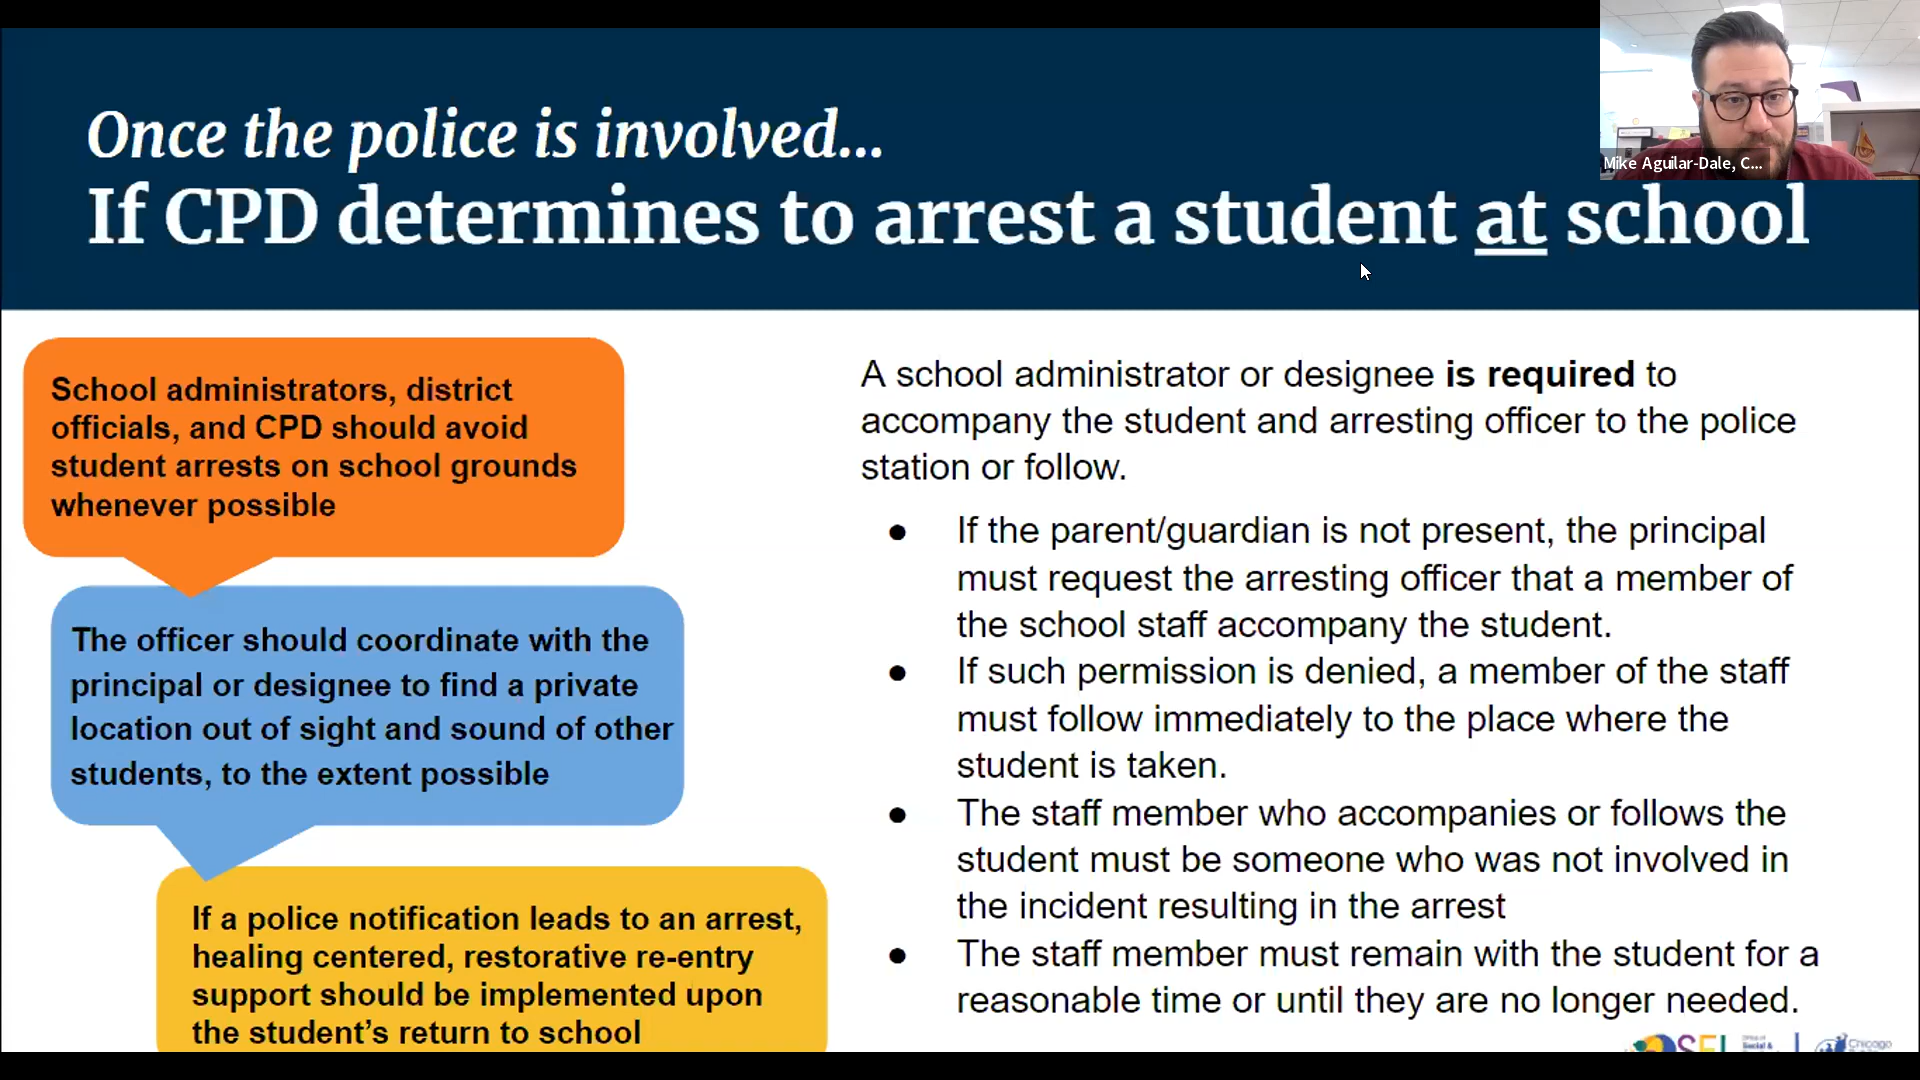 Once the police is involved...
If CPD determines to arrest a student at school
Mike Aguilar-Dale, C...
School administrators, district
officials, and CPD should avoid
student arrests on school grounds
whenever possible
The officer should coordinate with the
principal or designee to find a private
location out of sight and sound of other
students, to the extent possible
If a police notification leads to an arrest,
healing centered, restorative re-entry
support should be implemented upon
the student's return to school
A school administrator or designee is required to
accompany the student and arresting officer to the police
station or follow.
● If the parent/guardian is not present, the principal
must request the arresting officer that a member of
the school staff accompany the student.
● If such permission is denied, a member of the staff
must follow immediately to the place where the
student is taken.
● The staff member who accompanies or follows the
student must be someone who was not involved in
the incident resulting in the arrest
● The staff member must remain with the student for a
reasonable time or until they are no longer needed.
Social &
Chicago